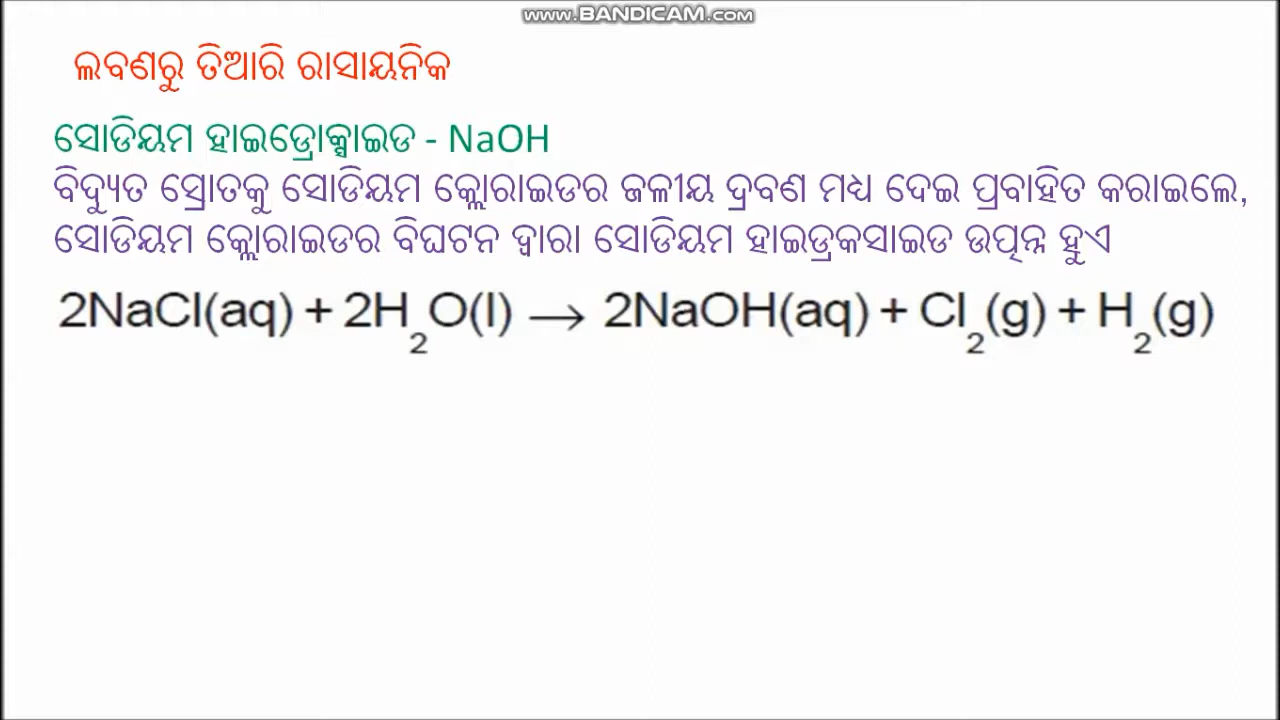 www.BANDICAM.com
ଲବଣରୁ ତିଆରି ରାସାୟନିକ
ସୋଡିୟମ ହାଇଡ୍ରୋକ୍ସାଇଡ - NaOH
ବିଦ୍ୟୁତ ସ୍ରୋତକୁ ସୋଡିୟମ କ୍ଲୋରାଇଡର ଜଳୀୟ ଦ୍ରବଣ ମଧ୍ୟ ଦେଇ ପ୍ରବାହିତ କରାଇଲେ,
ସୋଡିୟମ କ୍ଲୋରାଇଡର ବିଘଟନ ଦ୍ୱାରା ସୋଡିୟମ ହାଇଡ୍ରକସାଇଡ ଉତ୍ପନ୍ନ ହୁଏ
2NaCl(aq) + 2H₂O(l) → 2NaOH(aq) + Cl₂(g) + H₂(g)